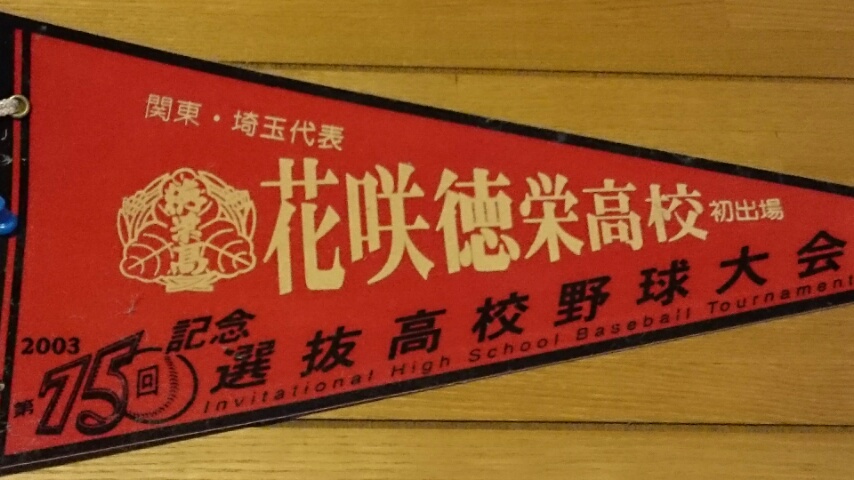 関東・埼玉代表
花咲徳栄高校 初出場
2003
第75回
記念
選抜高校野球大会
Invitational High School Baseball Tournament